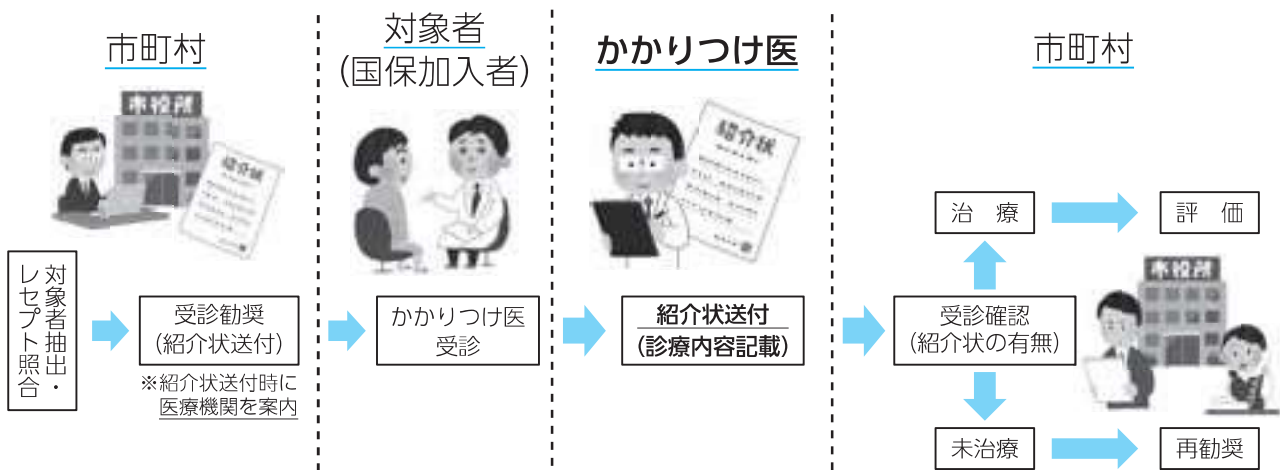 市町村
対象者
(国保加入者)
かかりつけ医
市町村
市役所
紹介状
紹介状
市役所
対象者抽出・
レセプト照合
受診勧奨
(紹介状送付)
※紹介状送付時に
医療機関を案内
かかりつけ医
受診
紹介状送付
(診療内容記載)
治 療
評 価
受診確認
(紹介状の有無)
未治療
再勧奨